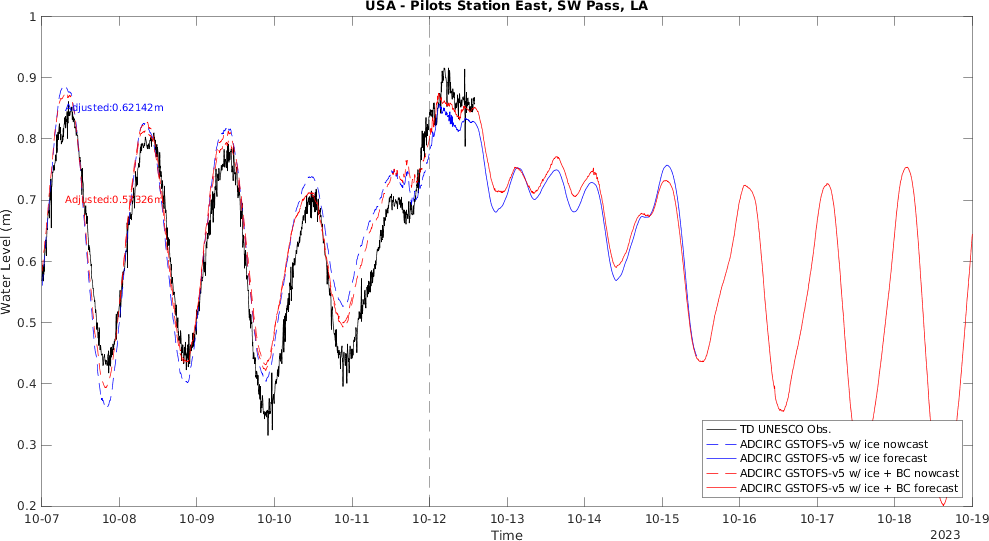 USA - Pilots Station East, SW Pass, LA
1
0.9
0.8
0.7
0.6
0.5
0.4
0.3
0.2
Water Level (m)
Adjusted:0.62142m
TD UNESCO Obs.
ADCIRC GSTOFS-v5 w/ ice nowcast
ADCIRC GSTOFS-v5 w/ ice forecast
ADCIRC GSTOFS-v5 w/ ice + BC nowcast
ADCIRC GSTOFS-v5 w/ ice + BC forecast
10-07 10-08 10-09 10-10 10-11 10-12 10-13 10-14 10-15 10-16 10-17 10-18 10-19
Time
2023